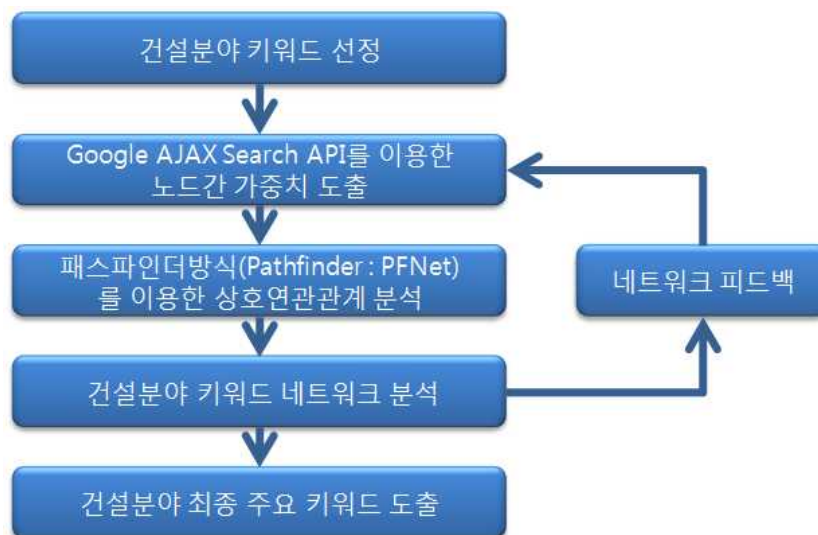 건설분야 키워드 선정
Google AJAX Search API를 이용한
노드간 가중치 도출
패스파인더방식(Pathfinder : PFNet)
를 이용한 상호연관관계 분석
네트워크 피드백
건설분야 키워드 네트워크 분석
건설분야 최종 주요 키워드 도출